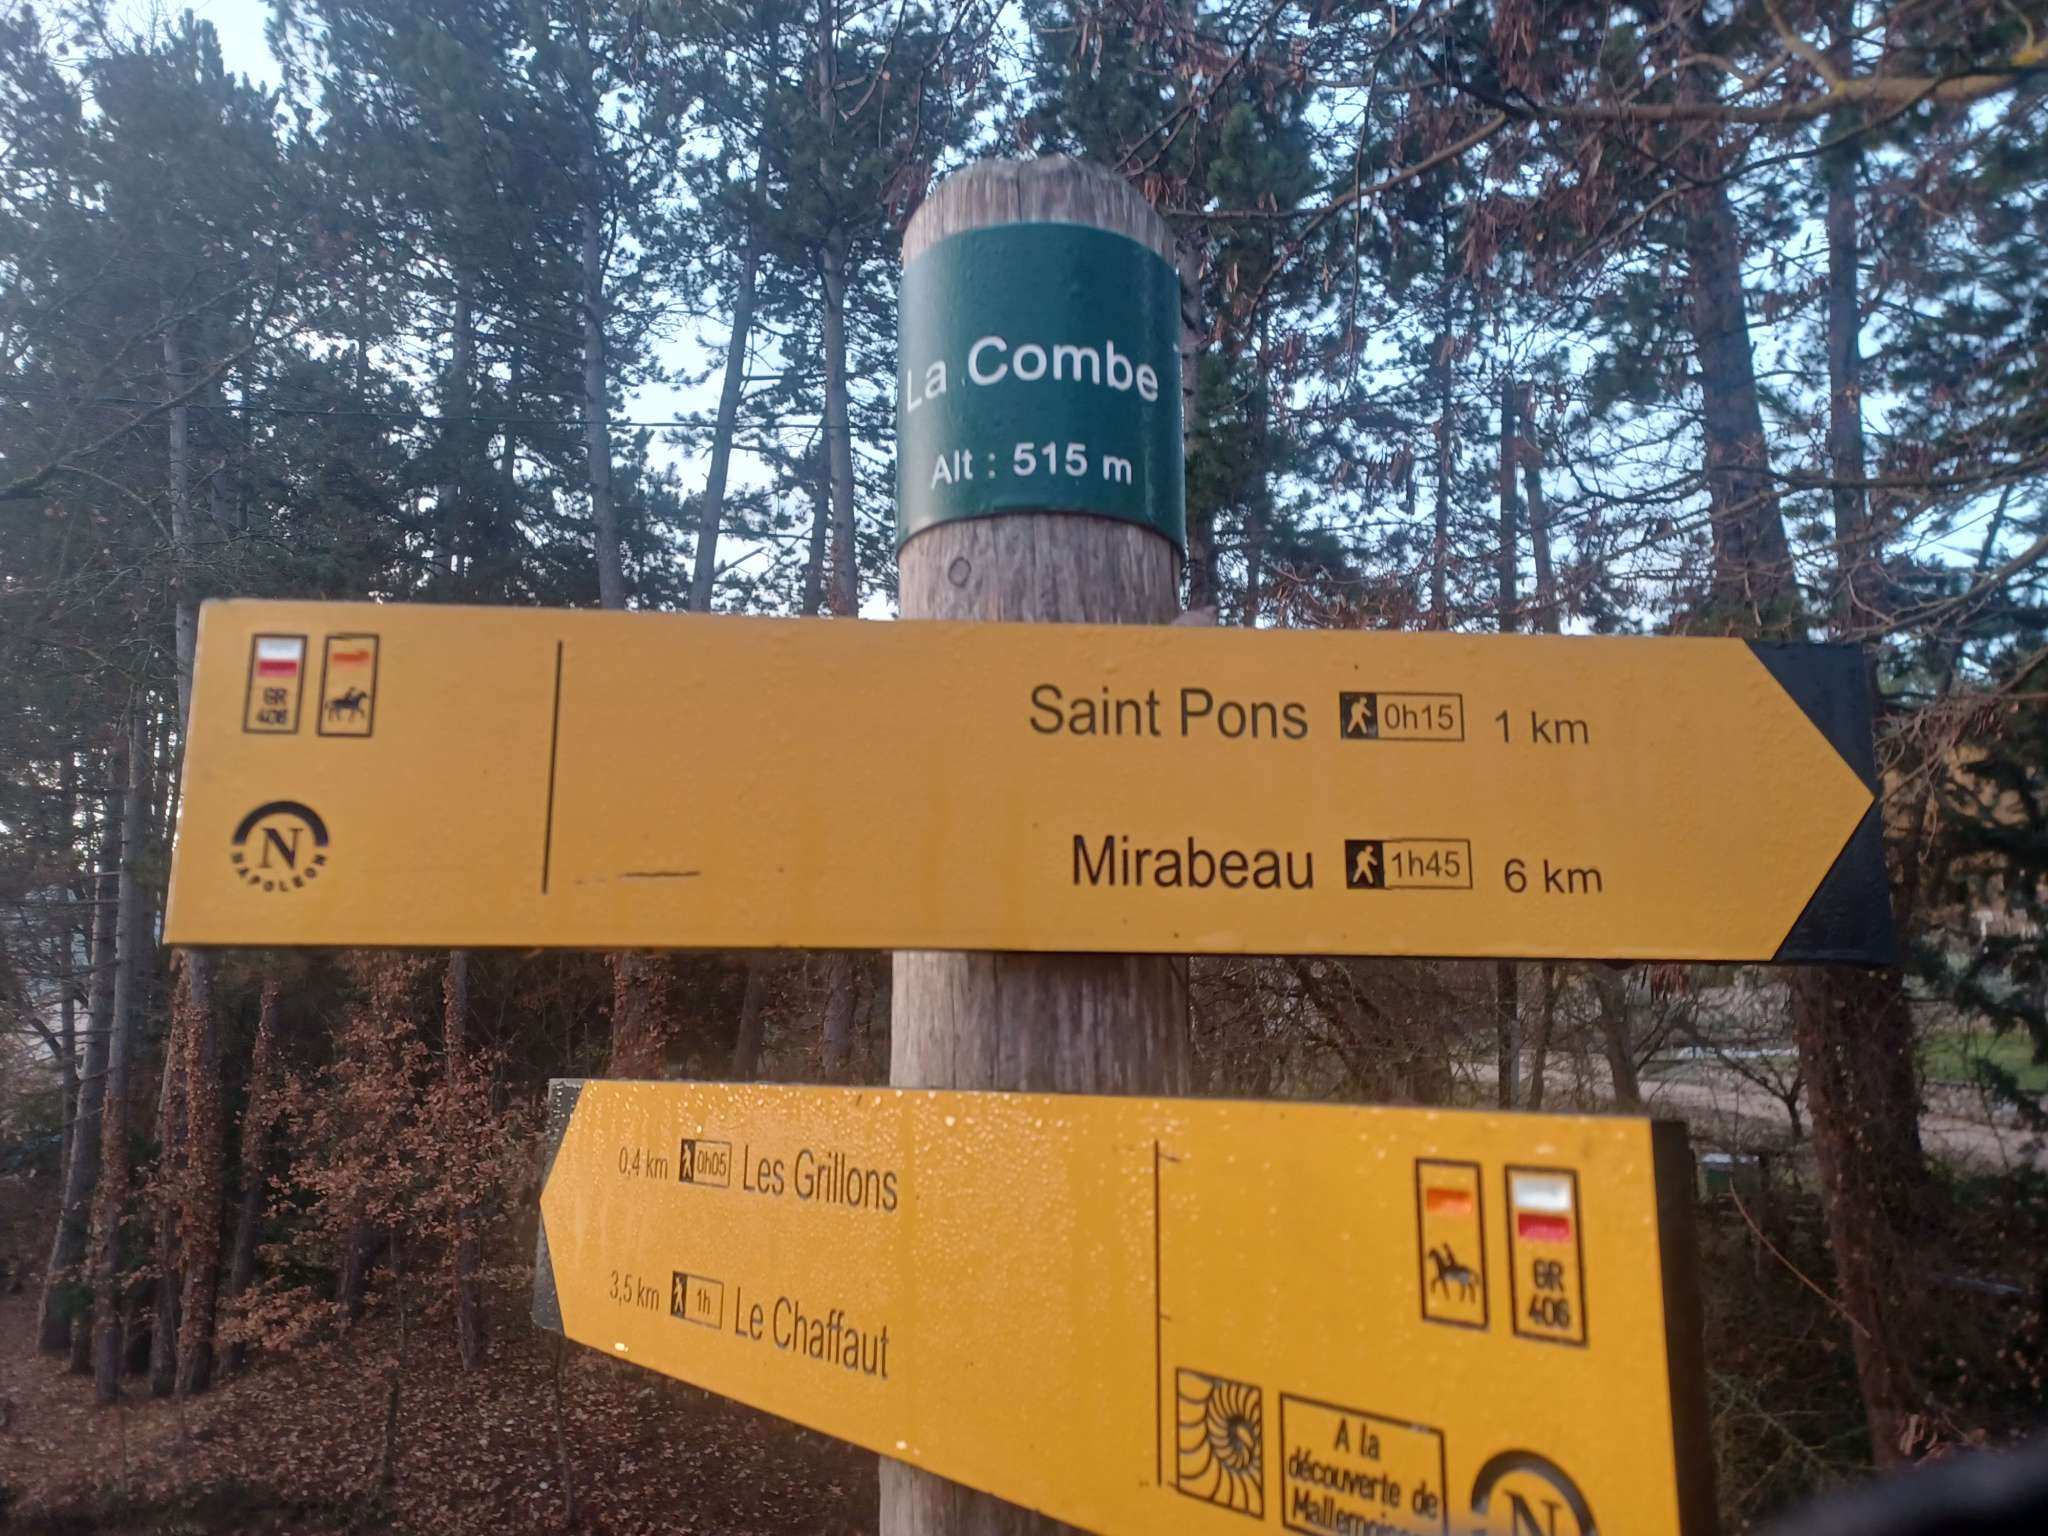 La Combe
Alt : 515 m
GR
406
Saint Pons 0h15 1 km
N
NAPOLEON
Mirabeau 1h45 6 km
0,4 km 0h05 Les Grillons
3,5 km 1h Le Chaffaut
GR
406
A la
découverte de
N